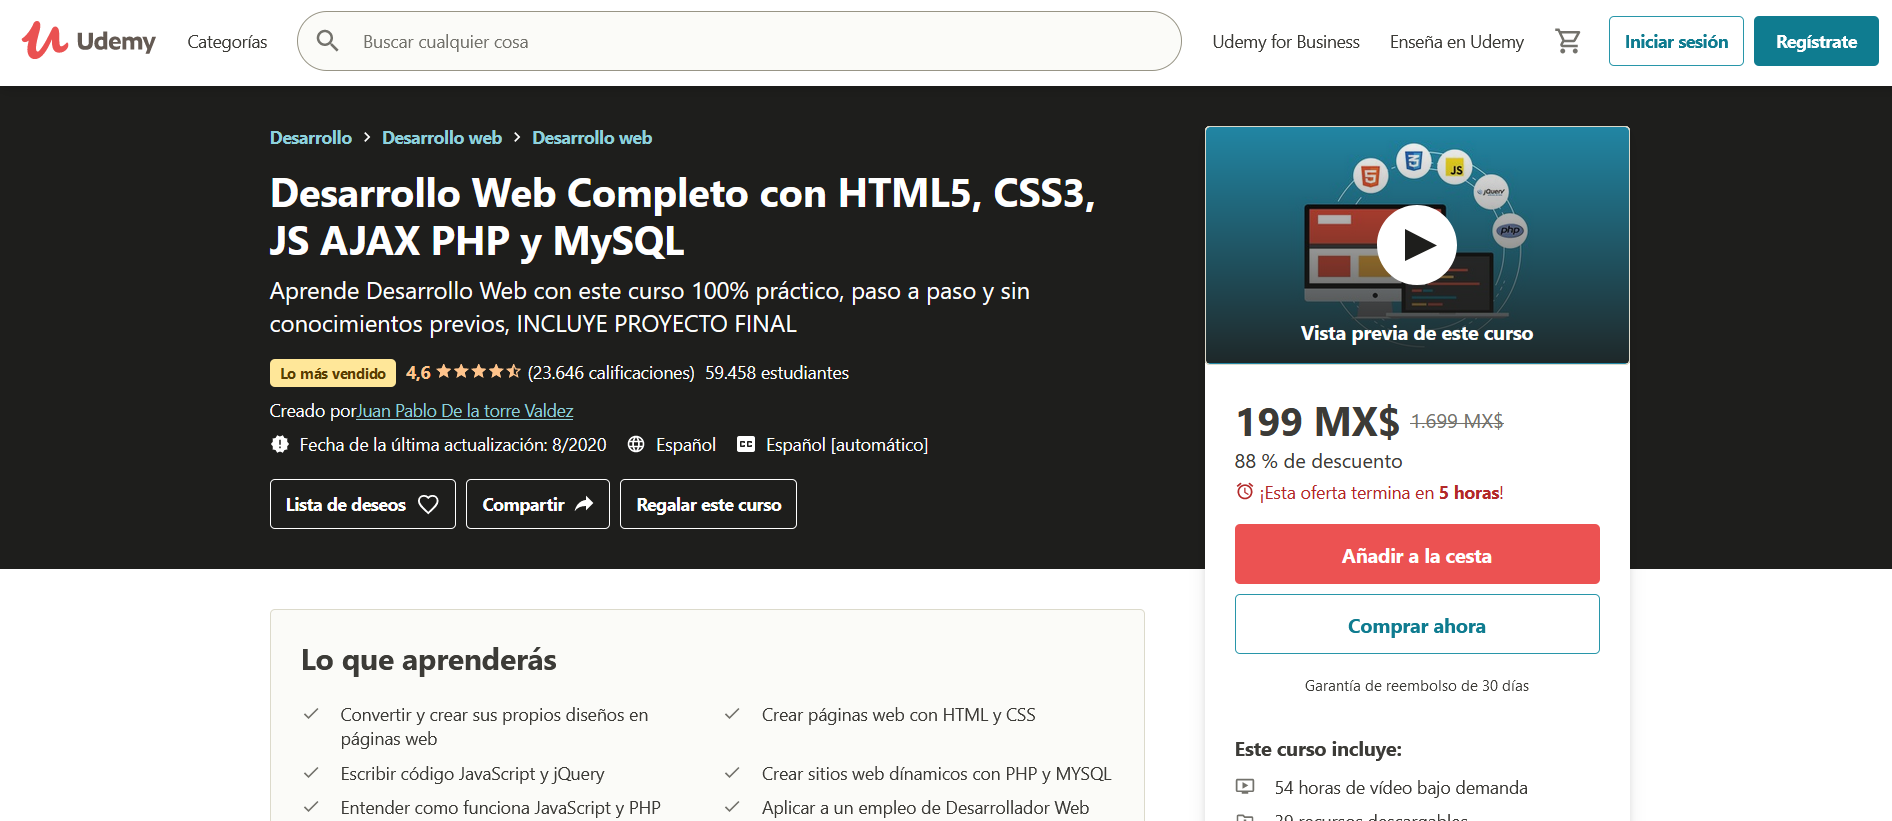 Udemy
Categorías
Buscar cualquier cosa
Udemy for Business
Enseña en Udemy
Iniciar sesión
Regístrate
Desarrollo > Desarrollo web > Desarrollo web
Desarrollo Web Completo con HTML5, CSS3,
JS AJAX PHP y MySQL
Aprende Desarrollo Web con este curso 100% práctico, paso a paso y sin
conocimientos previos, INCLUYE PROYECTO FINAL
Lo más vendido 4,6 (23.646 calificaciones) 59.458 estudiantes
Creado porJuan Pablo De la torre Valdez
Fecha de la última actualización: 8/2020 Español CC Español [automático]
Lista de deseos
Compartir
Regalar este curso
5
3
JS
jQuery
php
Vista previa de este curso
199 MX$ 1.699 MX$
88 % de descuento
¡Esta oferta termina en 5 horas!
Añadir a la cesta
Comprar ahora
Garantía de reembolso de 30 días
Este curso incluye:
54 horas de vídeo bajo demanda
39 recursos descargables
Lo que aprenderás
Convertir y crear sus propios diseños en
páginas web
Crear páginas web con HTML y CSS
Escribir código JavaScript y jQuery
Crear sitios web dínamicos con PHP y MYSQL
Entender como funciona JavaScript y PHP
Aplicar a un empleo de Desarrollador Web